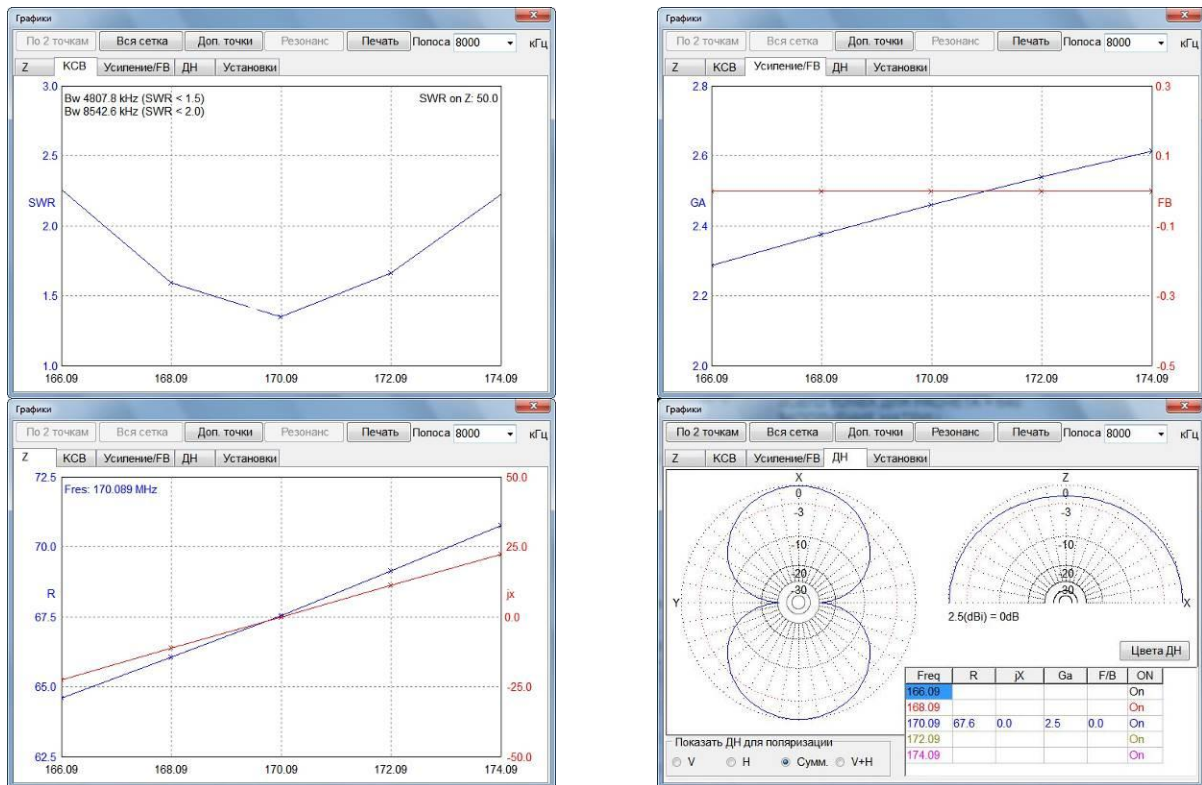 Графики
По 2 точкам Вся сетка Доп. точки Резонанс Печать Полоса 8000 кГц
Z КСВ Усиление/FB ДН Установки
3.0
Bw 4807.8 kHz (SWR < 1.5) SWR on Z: 50.0
Bw 8542.6 kHz (SWR < 2.0)
2.5
SWR
2.0
1.5
1.0
166.09 168.09 170.09 172.09 174.09
Графики
По 2 точкам Вся сетка Доп. точки Резонанс Печать Полоса 8000 кГц
Z КСВ Усиление/FB ДН Установки
2.8 0.3
2.6 0.1
GA FB
2.4 -0.1
2.2 -0.3
2.0 -0.5
166.09 168.09 170.09 172.09 174.09
Графики
По 2 точкам Вся сетка Доп. точки Резонанс Печать Полоса 8000 кГц
Z КСВ Усиление/FB ДН Установки
72.5 50.0
Fres: 170.089 MHz
70.0 25.0
R jx
67.5 0.0
65.0 -25.0
62.5 -50.0
166.09 168.09 170.09 172.09 174.09
Графики
По 2 точкам Вся сетка Доп. точки Резонанс Печать Полоса 8000 кГц
Z КСВ Усиление/FB ДН Установки
X Z
0 0
-3 -3
-10 -10
-20 -20
-30 -30
Y X
2.5(dBi) = 0dB
Цвета ДН
Freq R jX Ga F/B ON
166.09 On
168.09 On
170.09 67.6 0.0 2.5 0.0 On
172.09 On
174.09 On
Показать ДН для поляризации
V H Сумм. V+H